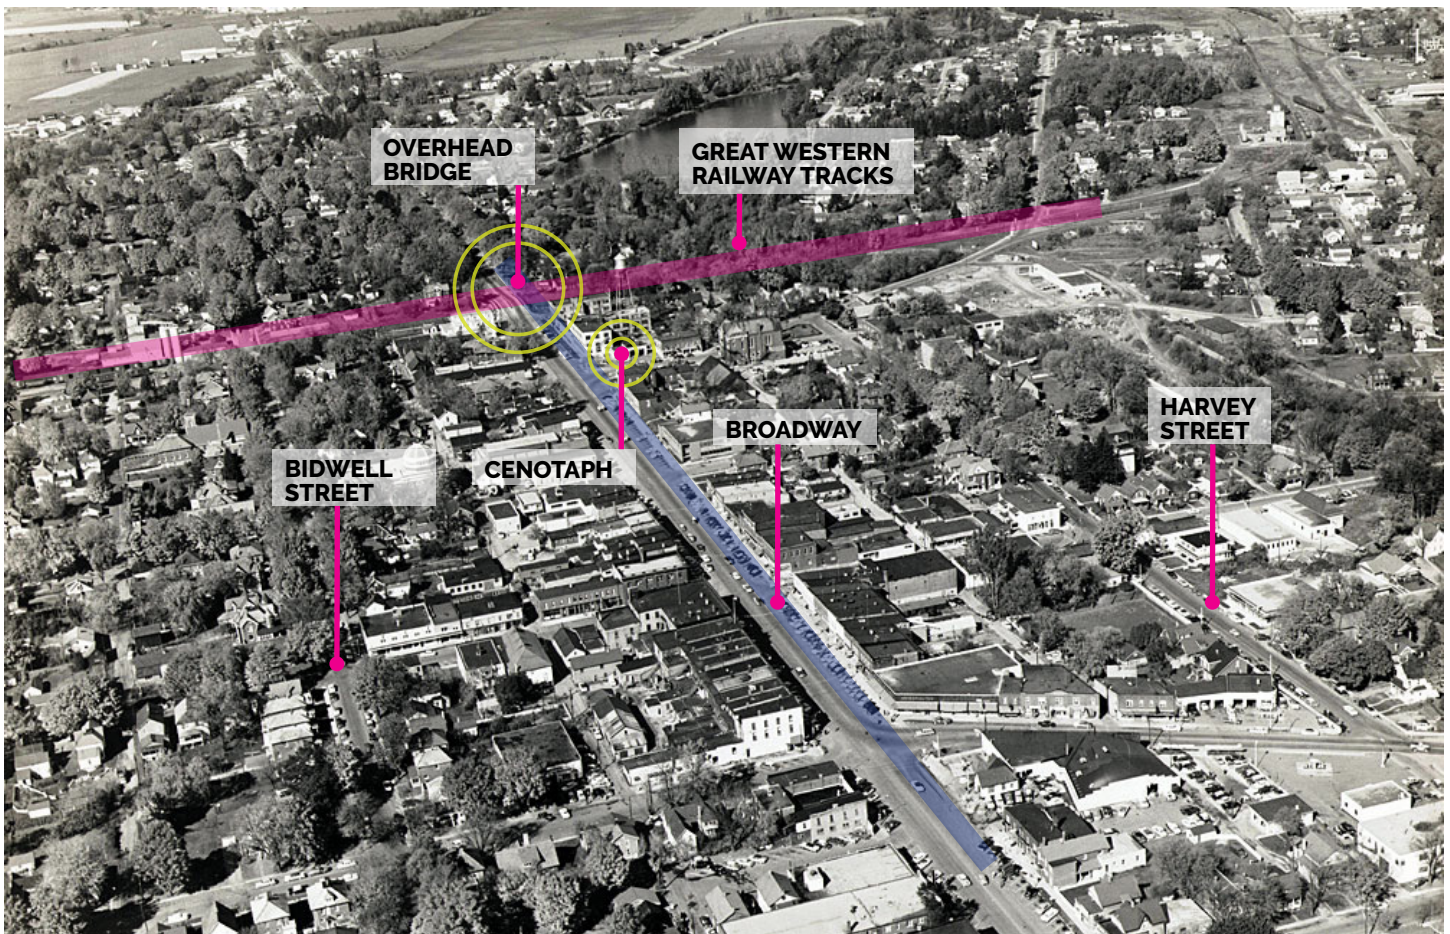 OVERHEAD
BRIDGE
GREAT WESTERN
RAILWAY TRACKS
HARVEY
STREET
BROADWAY
BIDWELL
STREET
CENOTAPH